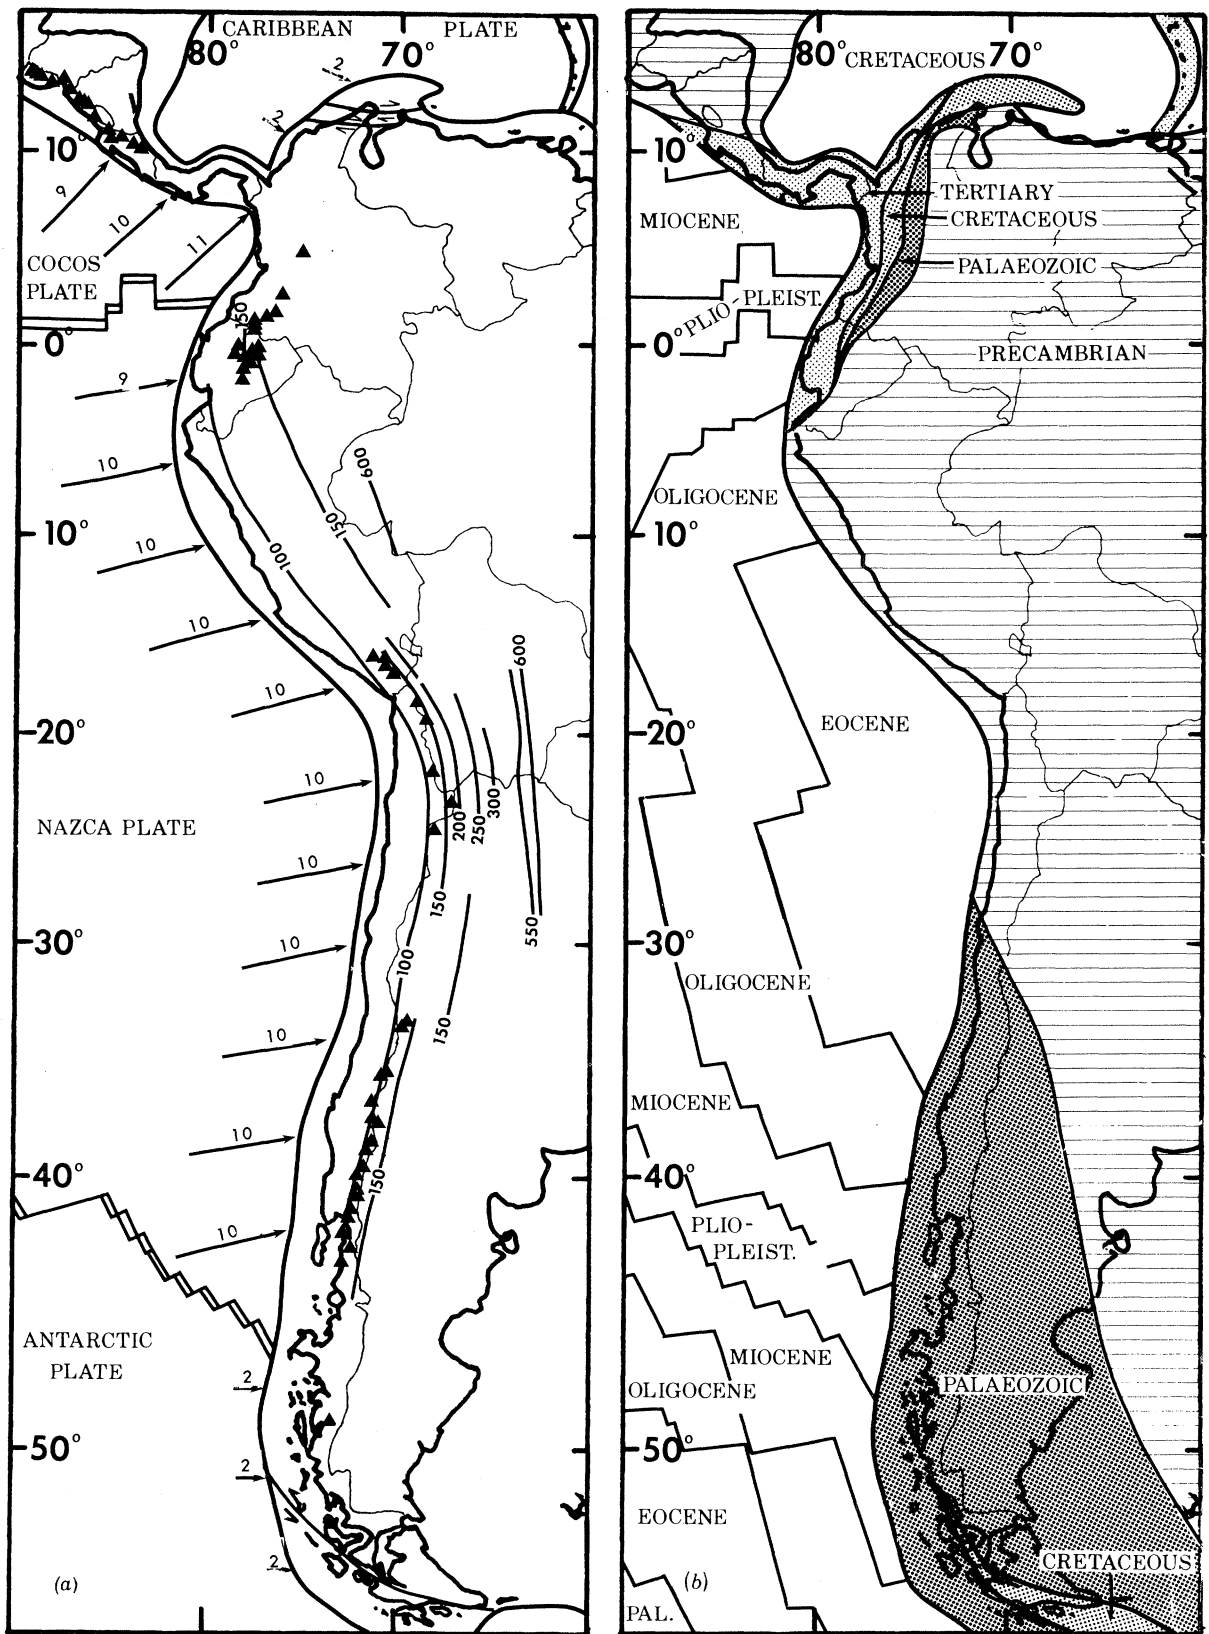 CARIBBEAN PLATE
80° 70°
2
2
10°
9
10
11
COCOS
PLATE
150
0°
9
10
600
150
10°
10
100
10
600
10
20°
10
300
NAZCA PLATE
200
250
10
150
550
30°
10
100
10
150
10
40°
150
10
ANTARCTIC
PLATE
2
50°
2
2
(a)
80° CRETACEOUS 70°
10°
TERTIARY
MIOCENE
CRETACEOUS
PALAEOZOIC
PLIO-PLEIST.
0°
PRECAMBRIAN
OLIGOCENE
10°
EOCENE
20°
30°
OLIGOCENE
MIOCENE
40°
PLIO-
PLEIST.
MIOCENE
OLIGOCENE
PALAEOZOIC
50°
EOCENE
CRETACEOUS
(b)
PAL.